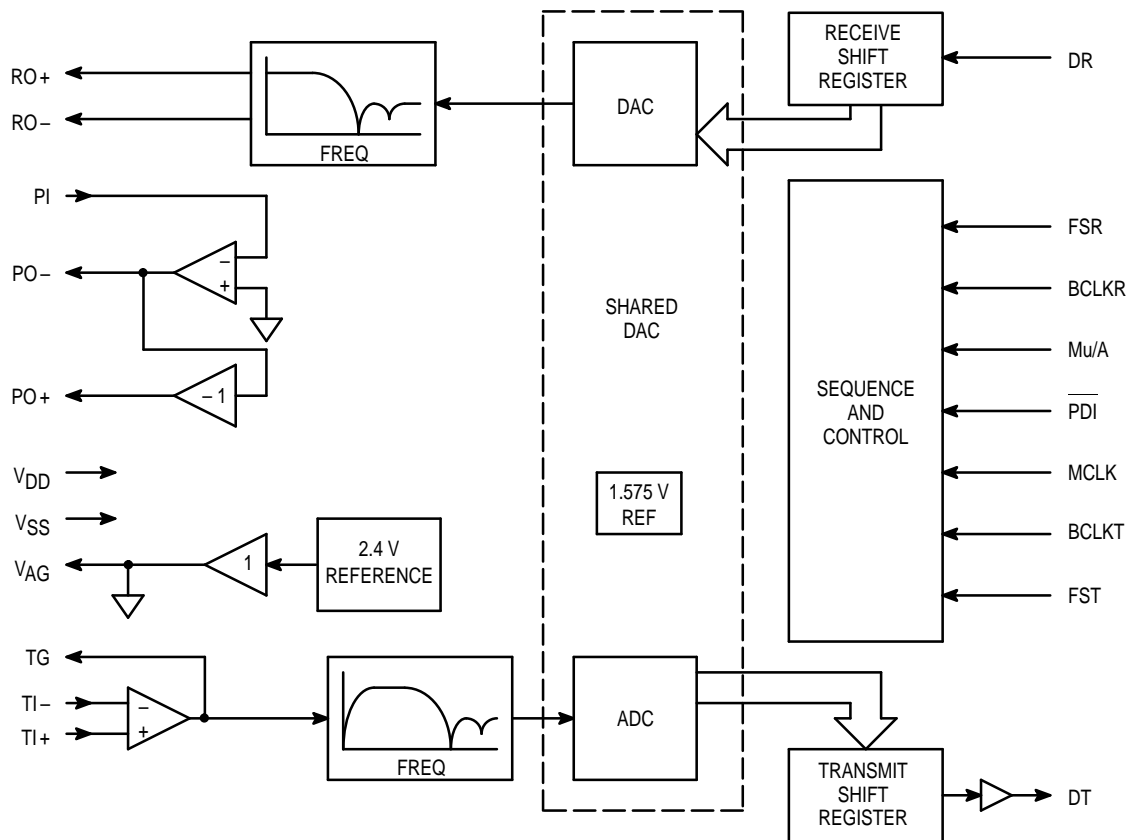 RO+
RO−
FREQ
DAC
RECEIVE
SHIFT
REGISTER
DR
PI
PO−
−
+
PO+
−1
SHARED
DAC
SEQUENCE
AND
CONTROL
FSR
BCLKR
Mu/A
PDI
MCLK
BCLKT
FST
VDD
VSS
VAG
1
2.4 V
REFERENCE
1.575 V
REF
TG
TI−
TI+
−
+
FREQ
ADC
TRANSMIT
SHIFT
REGISTER
DT